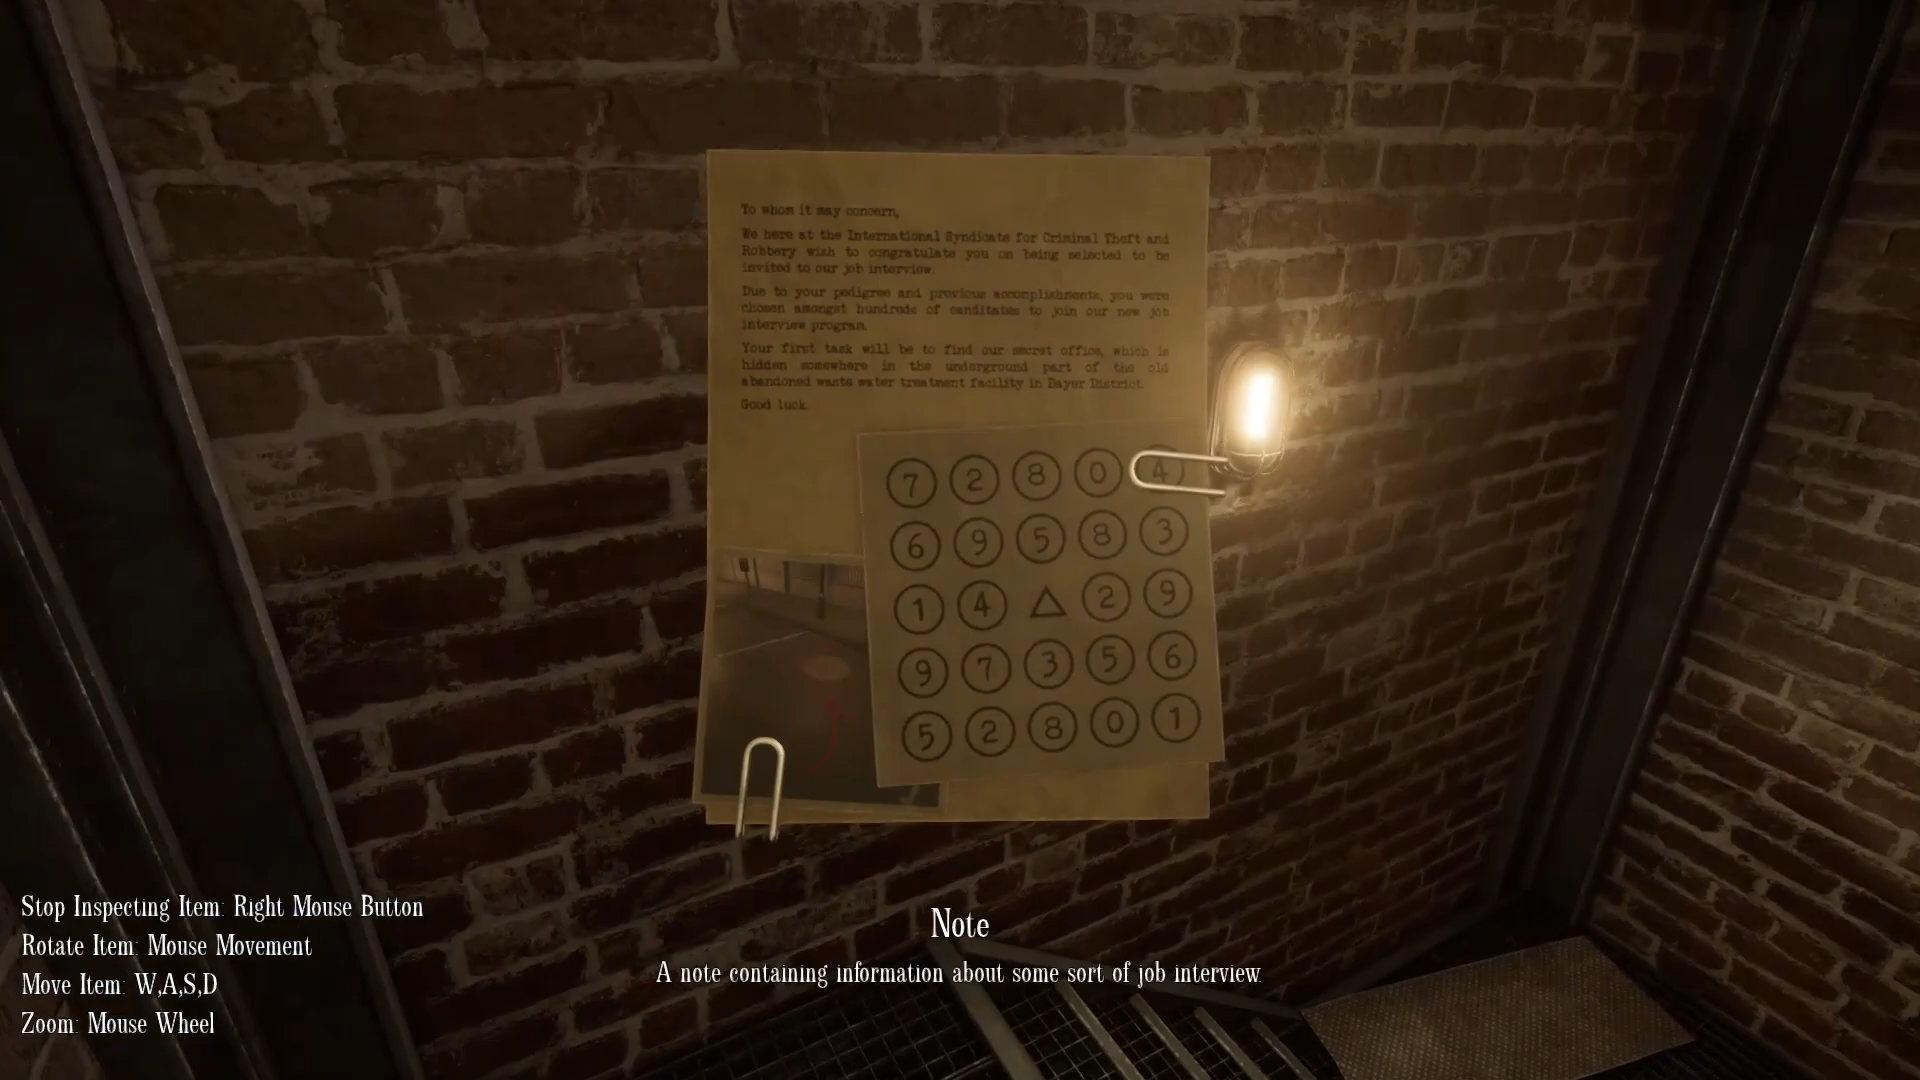 To whom it may concern,
We here at the International Syndicate for Criminal Theft and
Robbery wish to congratulate you on being selected to be
invited to our job interview.
Due to your pedigree and previous accomplishments, you were
chosen amongst hundreds of canditates to join our new job
interview program.
Your first task will be to find our secret office, which is
hidden somewhere in the underground part of the old
abandoned waste water treatment facility in Bayer District.
Good luck.
7 2 8 0 4
6 9 5 8 3
1 4 △ 2 9
9 7 3 5 6
5 2 8 0 1
Stop Inspecting Item: Right Mouse Button
Rotate Item: Mouse Movement
Move Item: W,A,S,D
Zoom: Mouse Wheel
Note
A note containing information about some sort of job interview.